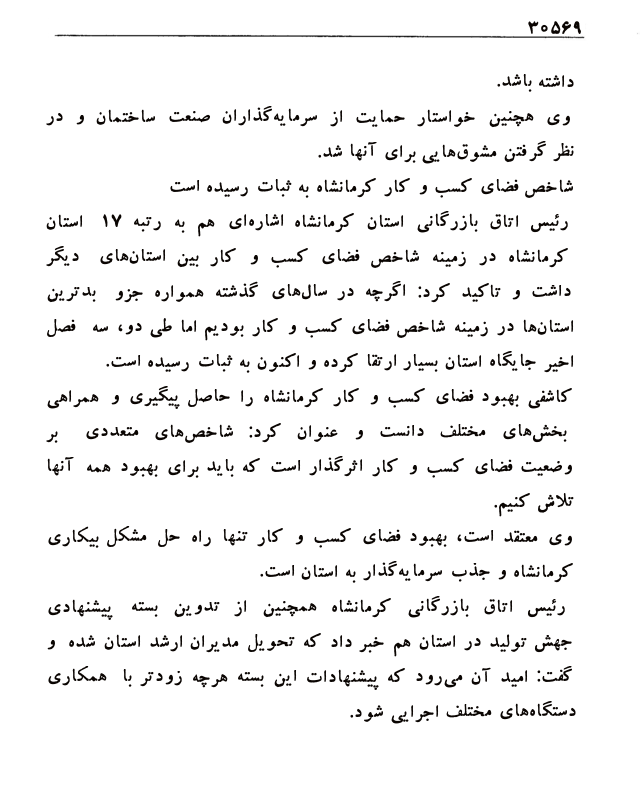 ۳۰۵۶۹
داشته باشد.
وی هچنین خواستار حمایت از سرمایه‌گذاران صنعت ساختمان و در
نظر گرفتن مشوق‌هایی برای آنها شد.
شاخص فضای کسب و کار کرمانشاه به ثبات رسیده است
رئیس اتاق بازرگانی استان کرمانشاه اشاره‌ای هم به رتبه ۱۷ استان
کرمانشاه در زمینه شاخص فضای کسب و کار بین استان‌های دیگر
داشت و تاکید کرد: اگرچه در سال‌های گذشته همواره جزو بدترین
استان‌ها در زمینه شاخص فضای کسب و کار بودیم اما طی دو، سه فصل
اخیر جایگاه استان بسیار ارتقا کرده و اکنون به ثبات رسیده است.
کاشفی بهبود فضای کسب و کار کرمانشاه را حاصل پیگیری و همراهی
بخش‌های مختلف دانست و عنوان کرد: شاخص‌های متعددی بر
وضعیت فضای کسب و کار اثرگذار است که باید برای بهبود همه آنها
تلاش کنیم.
وی معتقد است، بهبود فضای کسب و کار تنها راه حل مشکل بیکاری
کرمانشاه و جذب سرمایه‌گذار به استان است.
رئیس اتاق بازرگانی کرمانشاه همچنین از تدوین بسته پیشنهادی
جهش تولید در استان هم خبر داد که تحویل مدیران ارشد استان شده و
گفت: امید آن می‌رود که پیشنهادات این بسته هرچه زودتر با همکاری
دستگاه‌های مختلف اجرایی شود.